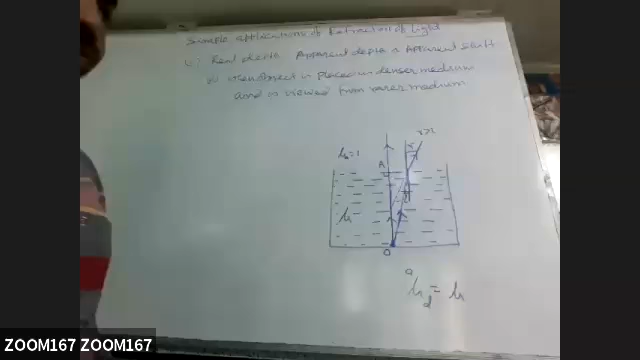 Simple applications of Refraction of Light
(i) Real depth Apparent depth & Apparent shift
(a) when object is placed in denser medium
and is viewed from rarer medium
r>i
r
μa=1
A
μ
O
a
μ = μ
d
ZOOM167 ZOOM167